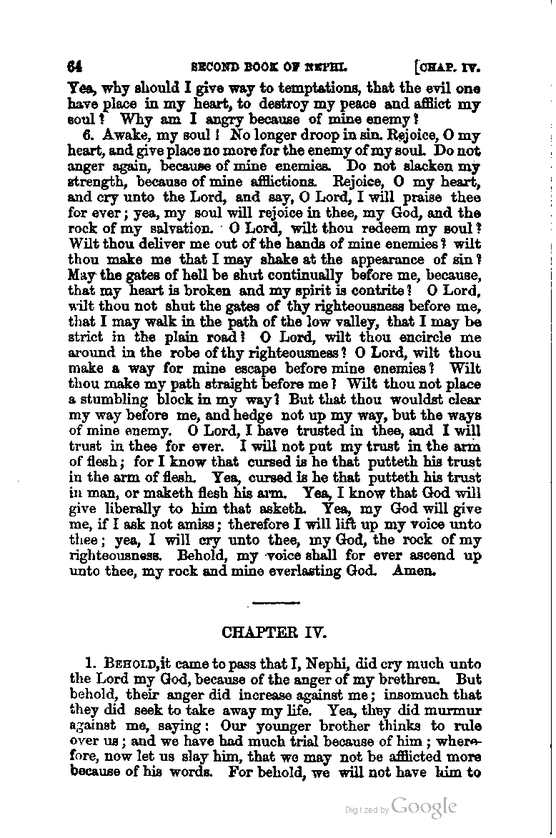 64 SECOND BOOK OF NEPHI. [CHAP. IV.
Yea, why should I give way to temptations, that the evil one
have place in my heart, to destroy my peace and afflict my
soul? Why am I angry because of mine enemy?
6. Awake, my soul! No longer droop in sin. Rejoice, O my
heart, and give place no more for the enemy of my soul. Do not
anger again, because of mine enemies. Do not slacken my
strength, because of mine afflictions. Rejoice, O my heart,
and cry unto the Lord, and say, O Lord, I will praise thee
for ever; yea, my soul will rejoice in thee, my God, and the
rock of my salvation. O Lord, wilt thou redeem my soul?
Wilt thou deliver me out of the hands of mine enemies? wilt
thou make me that I may shake at the appearance of sin?
May the gates of hell be shut continually before me, because,
that my heart is broken and my spirit is contrite? O Lord,
wilt thou not shut the gates of thy righteousness before me,
that I may walk in the path of the low valley, that I may be
strict in the plain road? O Lord, wilt thou encircle me
around in the robe of thy righteousness? O Lord, wilt thou
make a way for mine escape before mine enemies? Wilt
thou make my path straight before me? Wilt thou not place
a stumbling block in my way? But that thou wouldst clear
my way before me, and hedge not up my way, but the ways
of mine enemy. O Lord, I have trusted in thee, and I will
trust in thee for ever. I will not put my trust in the arm
of flesh; for I know that cursed is he that putteth his trust
in the arm of flesh. Yea, cursed is he that putteth his trust
in man, or maketh flesh his arm. Yea, I know that God will
give liberally to him that asketh. Yea, my God will give
me, if I ask not amiss; therefore I will lift up my voice unto
thee; yea, I will cry unto thee, my God, the rock of my
righteousness. Behold, my voice shall for ever ascend up
unto thee, my rock and mine everlasting God. Amen.
CHAPTER IV.
1. BEHOLD, it came to pass that I, Nephi, did cry much unto
the Lord my God, because of the anger of my brethren. But
behold, their anger did increase against me; insomuch that
they did seek to take away my life. Yea, they did murmur
against me, saying: Our younger brother thinks to rule
over us; and we have had much trial because of him; where-
fore, now let us slay him, that we may not be afflicted more
because of his words. For behold, we will not have him to
Digitized by Google